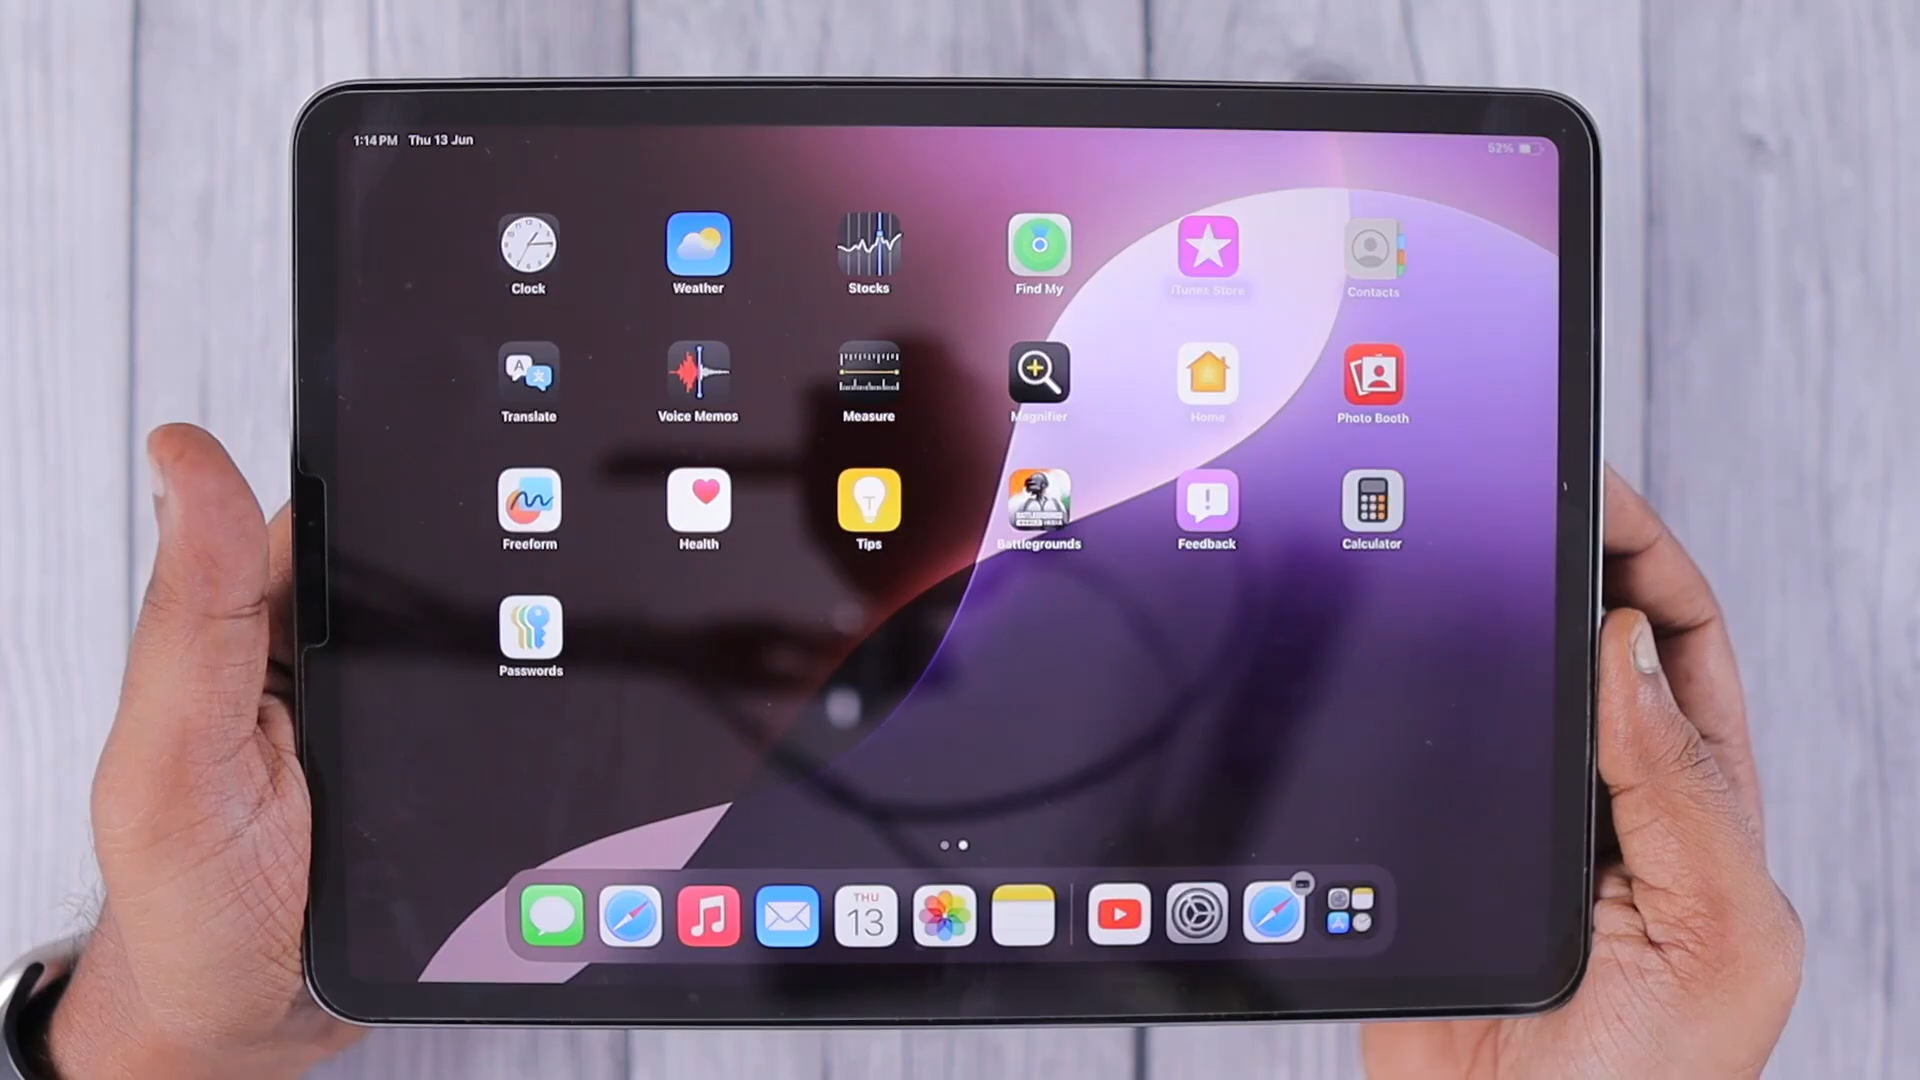 1:14 PM Thu 13 Jun
52%
Clock
Weather
Stocks
Find My
iTunes Store
Contacts
Translate
Voice Memos
Measure
Magnifier
Home
Photo Booth
Freeform
Health
Tips
Battlegrounds
Feedback
Calculator
Passwords
THU
13